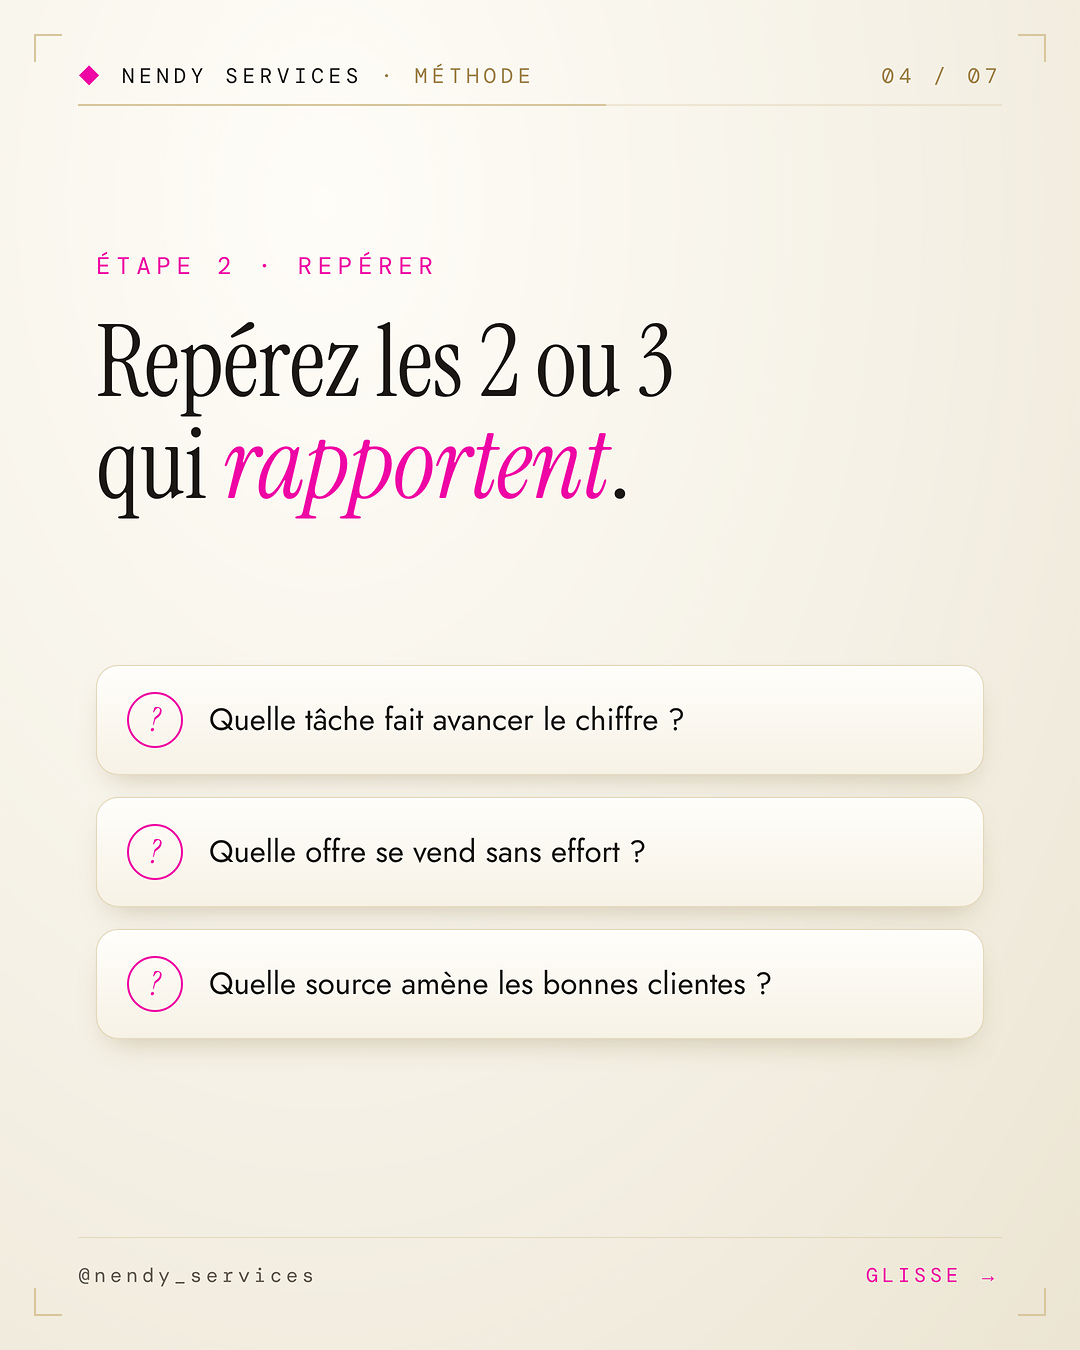 NENDY SERVICES · MÉTHODE 04 / 07
ÉTAPE 2 · REPÉRER
Repérez les 2 ou 3
qui rapportent.
? Quelle tâche fait avancer le chiffre ?
? Quelle offre se vend sans effort ?
? Quelle source amène les bonnes clientes ?
@nendy_services GLISSE →